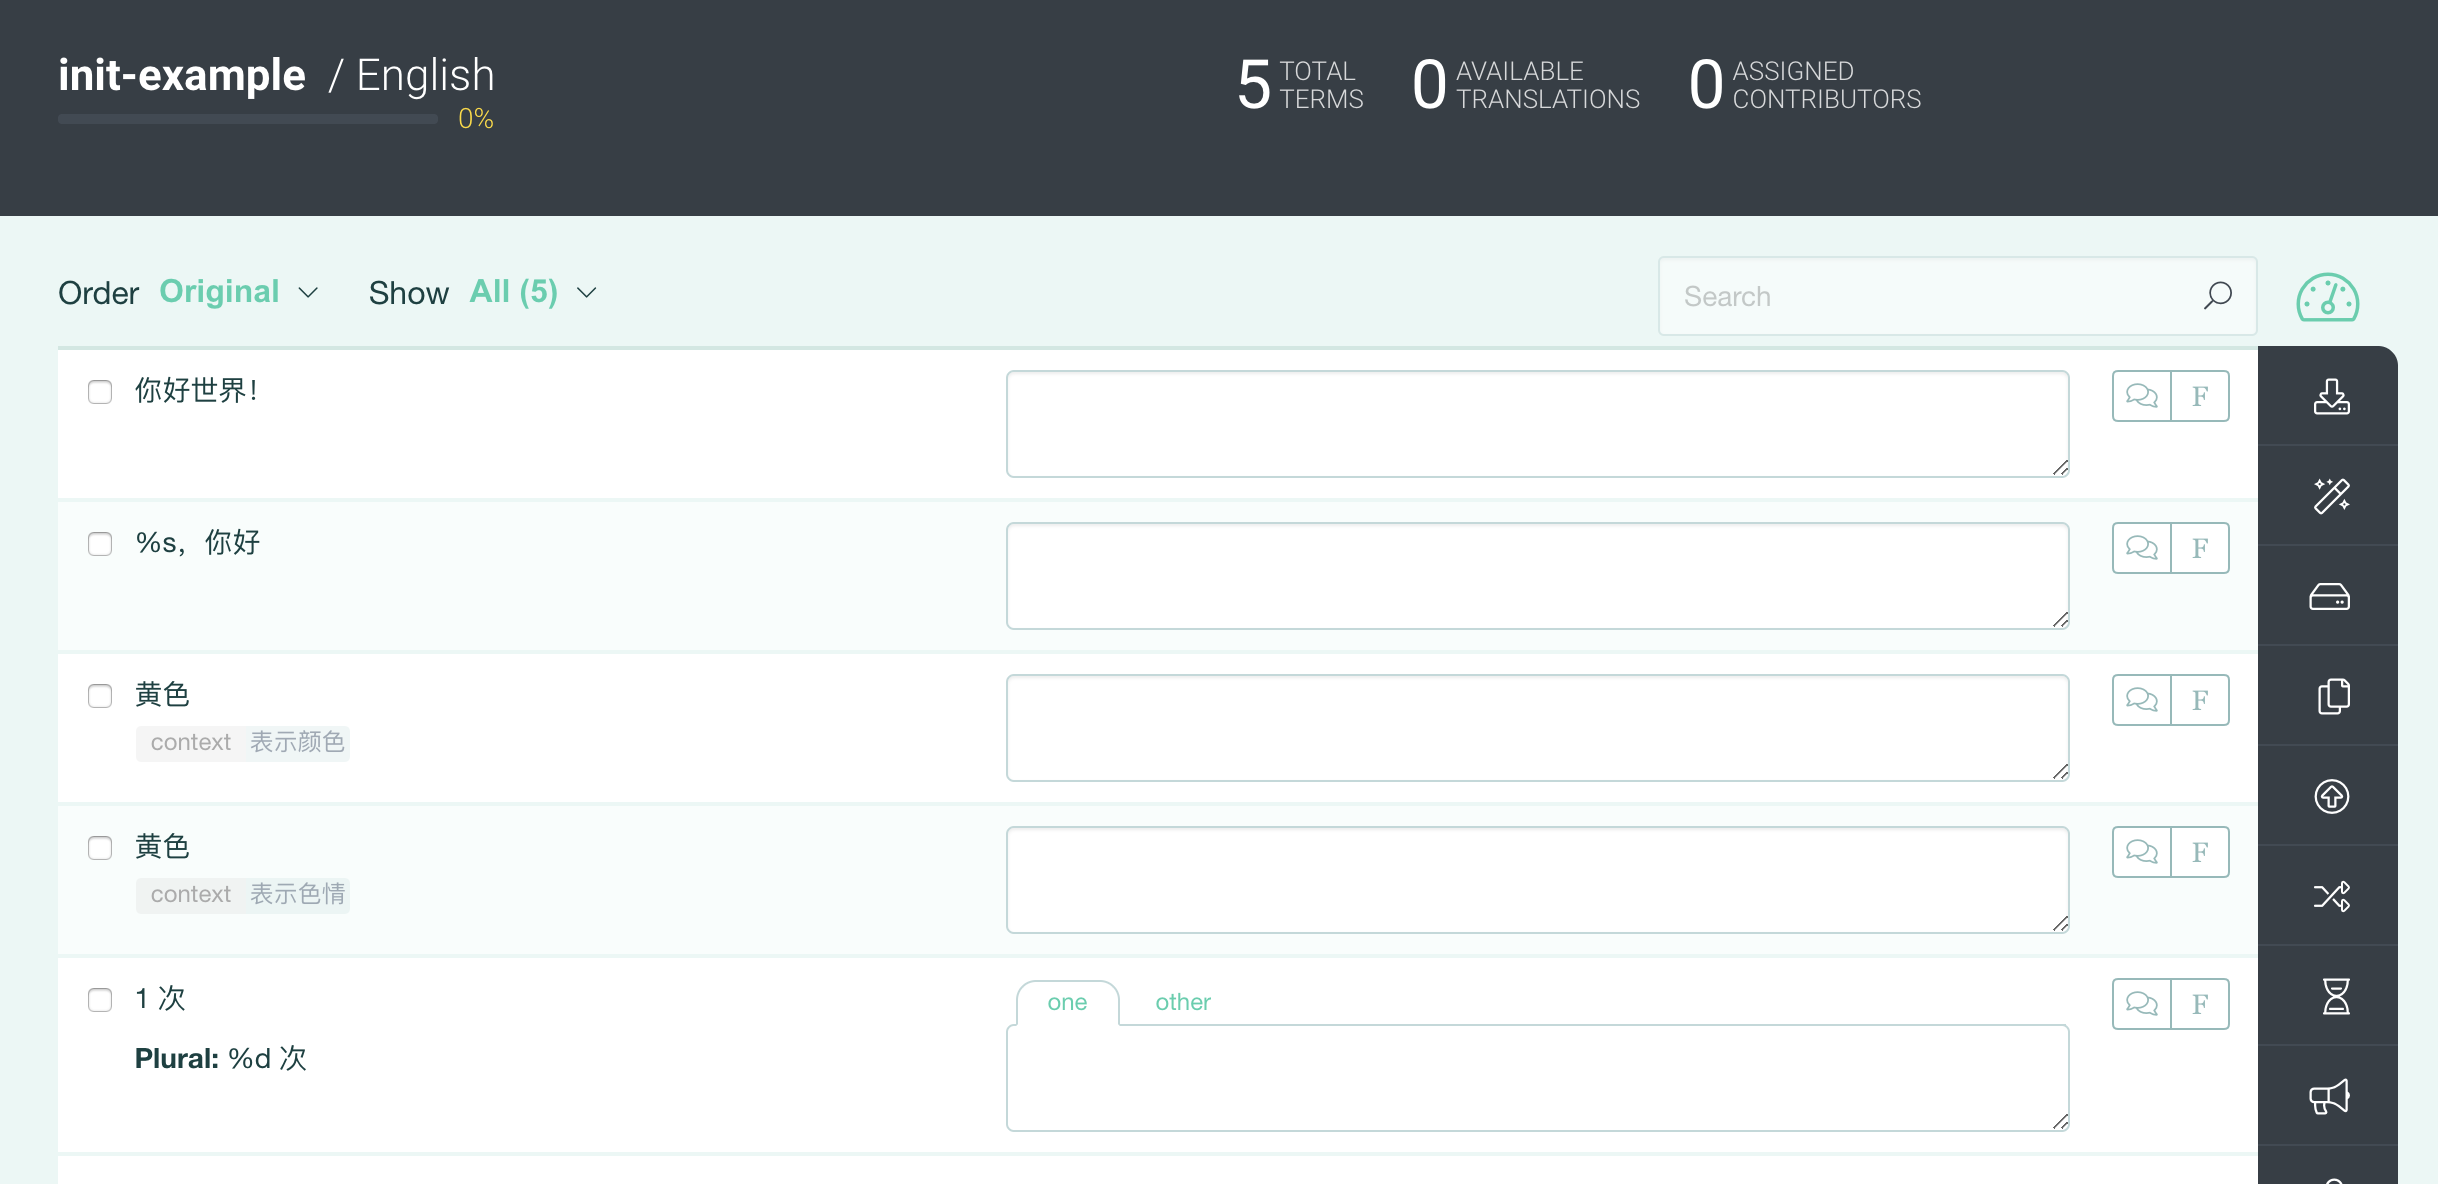 init-example / English
0%
5 TOTAL TERMS
0 AVAILABLE TRANSLATIONS
0 ASSIGNED CONTRIBUTORS
Order Original Show All (5)
Search
你好世界！
F
%s，你好
F
黄色
context 表示颜色
F
黄色
context 表示色情
F
1 次
one other
F
Plural: %d 次